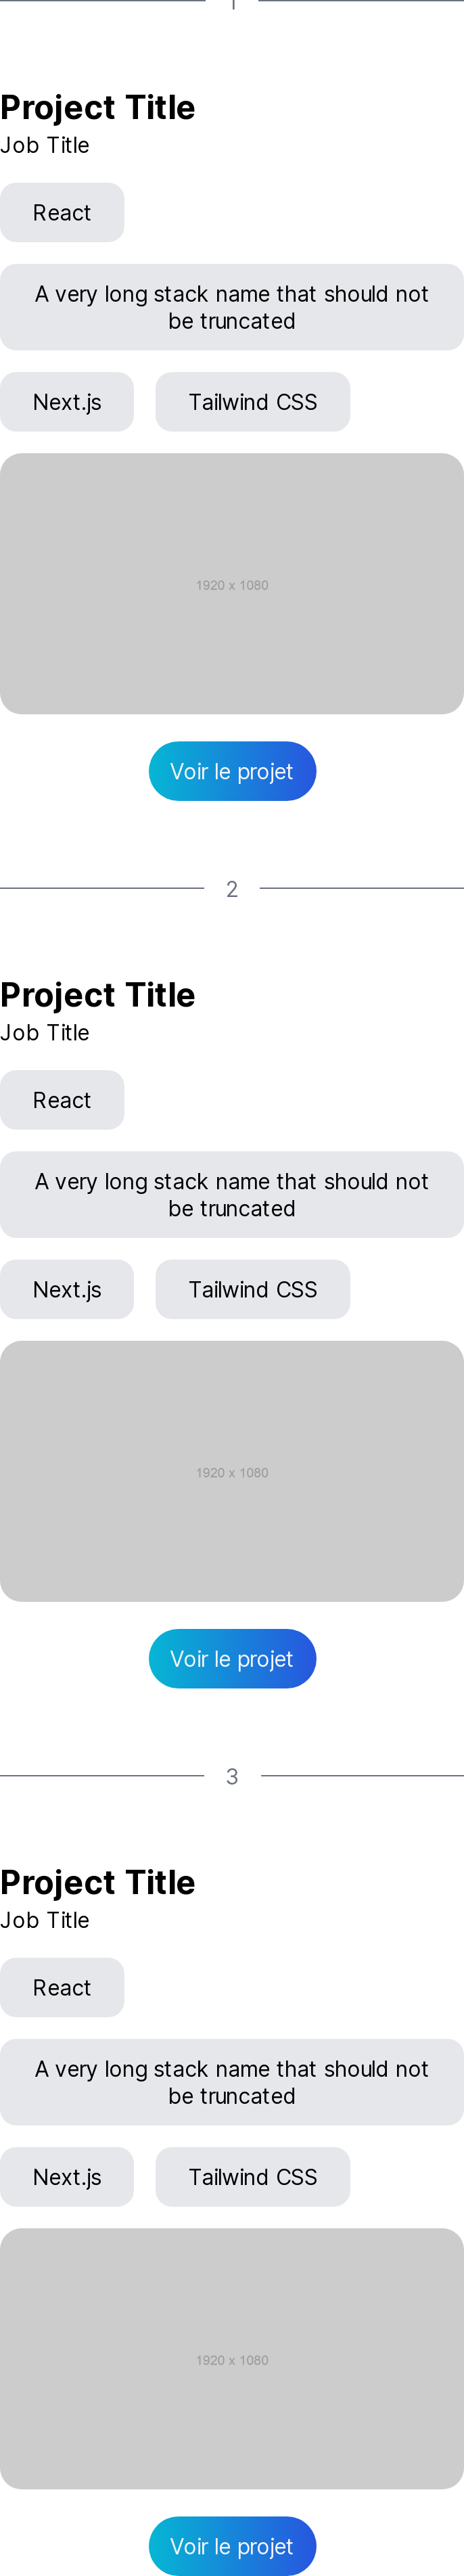 Project Title
Job Title
React
A very long stack name that should not
be truncated
Next.js
Tailwind CSS
1920 x 1080
Voir le projet
2
Project Title
Job Title
React
A very long stack name that should not
be truncated
Next.js
Tailwind CSS
1920 x 1080
Voir le projet
3
Project Title
Job Title
React
A very long stack name that should not
be truncated
Next.js
Tailwind CSS
1920 x 1080
Voir le projet